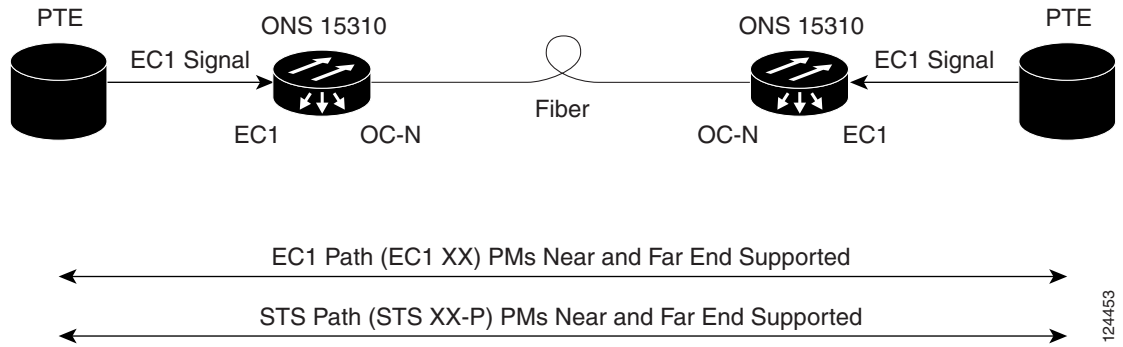 PTE
ONS 15310
ONS 15310
PTE
EC1 Signal
EC1 Signal
Fiber
EC1
OC-N
OC-N
EC1
EC1 Path (EC1 XX) PMs Near and Far End Supported
STS Path (STS XX-P) PMs Near and Far End Supported
124453